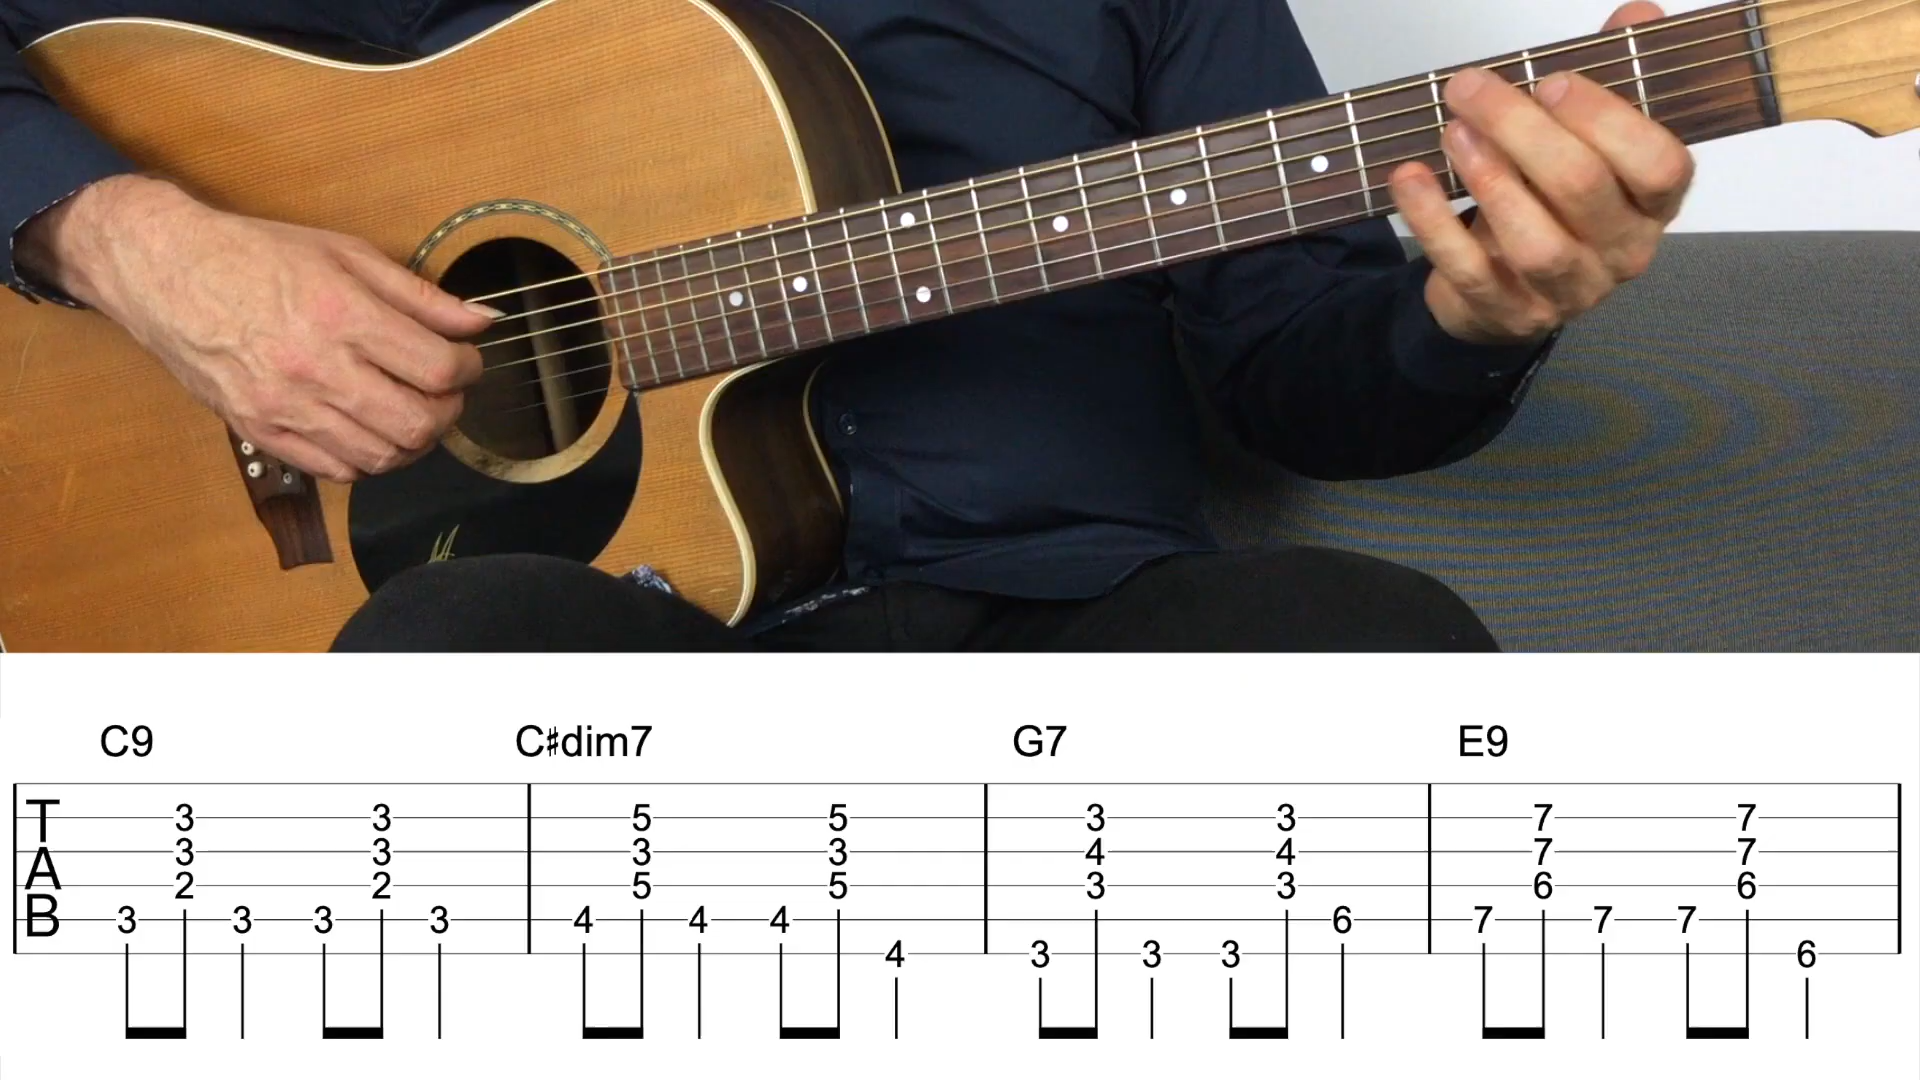 C9 C♯dim7 G7 E9
3 3 5 5 3 3 7 7
T 3 3 3 3 4 4 7 7
A 2 2 5 5 3 3 6 6
B 3 3 3 3 4 4 4 6 7 7 7
4 3 3 3 6